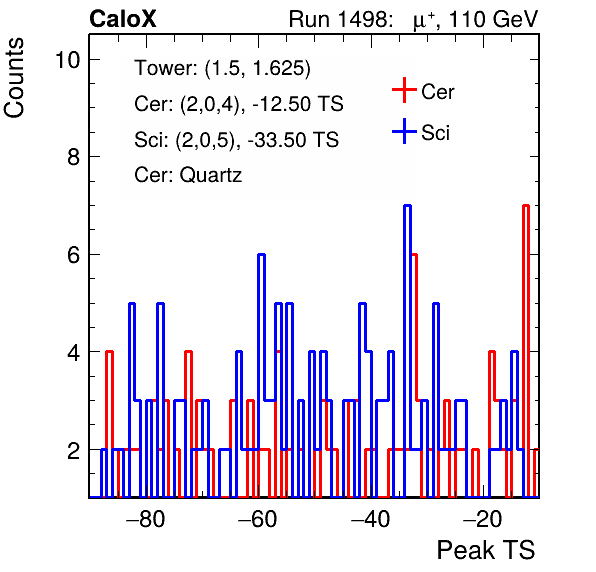 CaloX Run 1498: μ⁺, 110 GeV
Counts
Tower: (1.5, 1.625)
Cer: (2,0,4), -12.50 TS
Sci: (2,0,5), -33.50 TS
Cer: Quartz
Cer
Sci
10
8
6
4
2
−80 −60 −40 −20
Peak TS